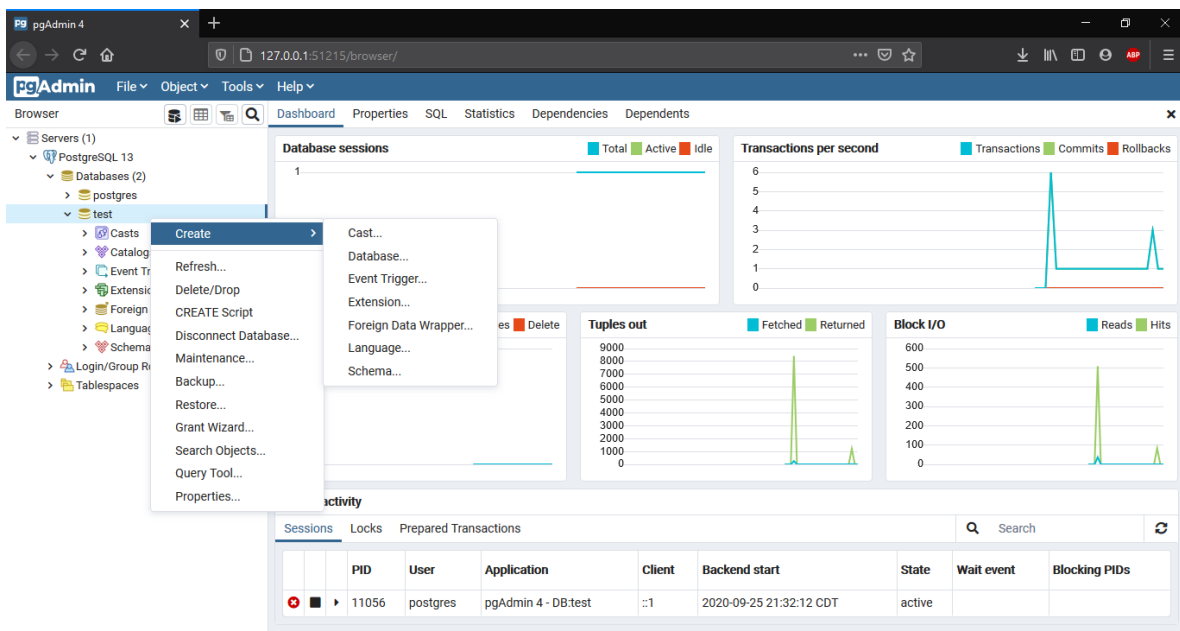 pgAdmin 4
127.0.0.1:51215/browser/
ABP
pgAdmin File Object Tools Help
Browser Dashboard Properties SQL Statistics Dependencies Dependents
Servers (1)
PostgreSQL 13
Databases (2)
postgres
test
Casts
Catalog
Event Tr
Extensio
Foreign
Languag
Schema
Login/Group R
Tablespaces
Create
Refresh...
Delete/Drop
CREATE Script
Disconnect Database...
Maintenance...
Backup...
Restore...
Grant Wizard...
Search Objects...
Query Tool...
Properties...
Cast...
Database...
Event Trigger...
Extension...
Foreign Data Wrapper...
Language...
Schema...
Database sessions Total Active Idle
1
Transactions per second Transactions Commits Rollbacks
6
5
4
3
2
1
0
es Delete
Tuples out Fetched Returned
9000
8000
7000
6000
5000
4000
3000
2000
1000
0
Block I/O Reads Hits
600
500
400
300
200
100
0
activity
Sessions Locks Prepared Transactions Search
PID User Application Client Backend start State Wait event Blocking PIDs
11056 postgres pgAdmin 4 - DB:test ::1 2020-09-25 21:32:12 CDT active